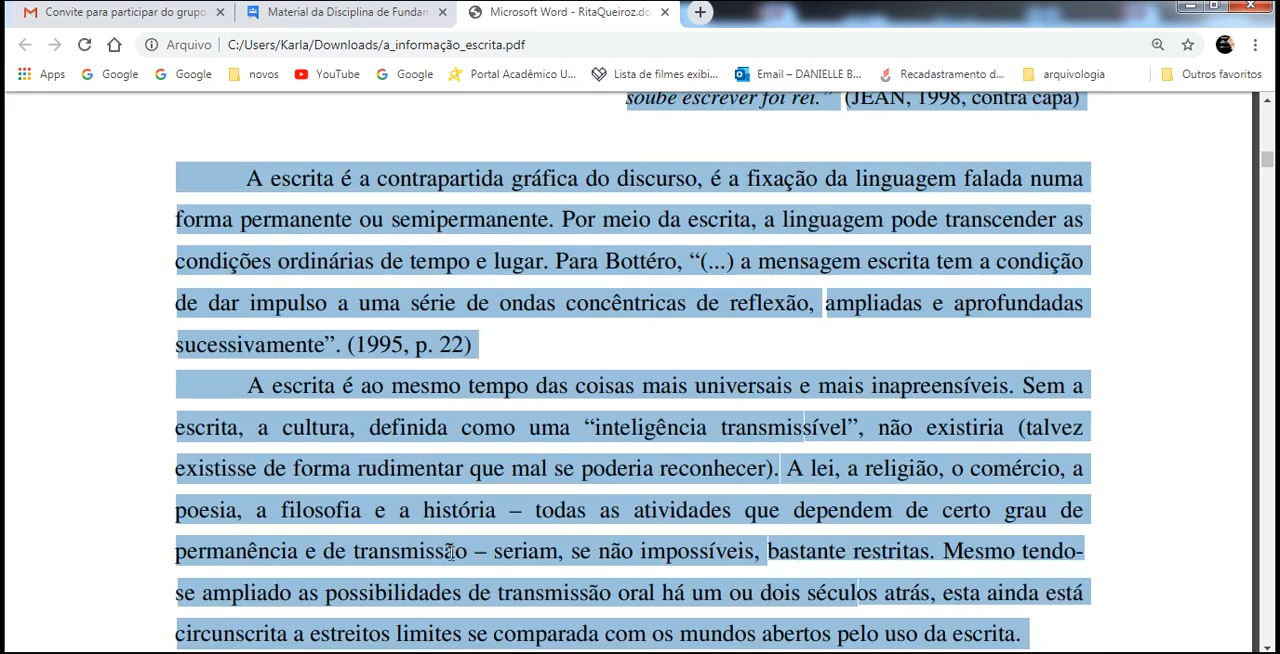 Convite para participar do grupo
Material da Disciplina de Fundam
Microsoft Word - RitaQueiroz.do
Arquivo
C:/Users/Karla/Downloads/a_informação_escrita.pdf
Apps
Google
Google
novos
YouTube
Google
Portal Acadêmico U...
Lista de filmes exibi...
Email – DANIELLE B...
Recadastramento d...
arquivologia
Outros favoritos
soube escrever foi rei.” (JEAN, 1998, contra capa)
A escrita é a contrapartida gráfica do discurso, é a fixação da linguagem falada numa
forma permanente ou semipermanente. Por meio da escrita, a linguagem pode transcender as
condições ordinárias de tempo e lugar. Para Bottéro, “(...) a mensagem escrita tem a condição
de dar impulso a uma série de ondas concêntricas de reflexão, ampliadas e aprofundadas
sucessivamente”. (1995, p. 22)
A escrita é ao mesmo tempo das coisas mais universais e mais inapreensíveis. Sem a
escrita, a cultura, definida como uma “inteligência transmissível”, não existiria (talvez
existisse de forma rudimentar que mal se poderia reconhecer). A lei, a religião, o comércio, a
poesia, a filosofia e a história – todas as atividades que dependem de certo grau de
permanência e de transmissão – seriam, se não impossíveis, bastante restritas. Mesmo tendo-
se ampliado as possibilidades de transmissão oral há um ou dois séculos atrás, esta ainda está
circunscrita a estreitos limites se comparada com os mundos abertos pelo uso da escrita.